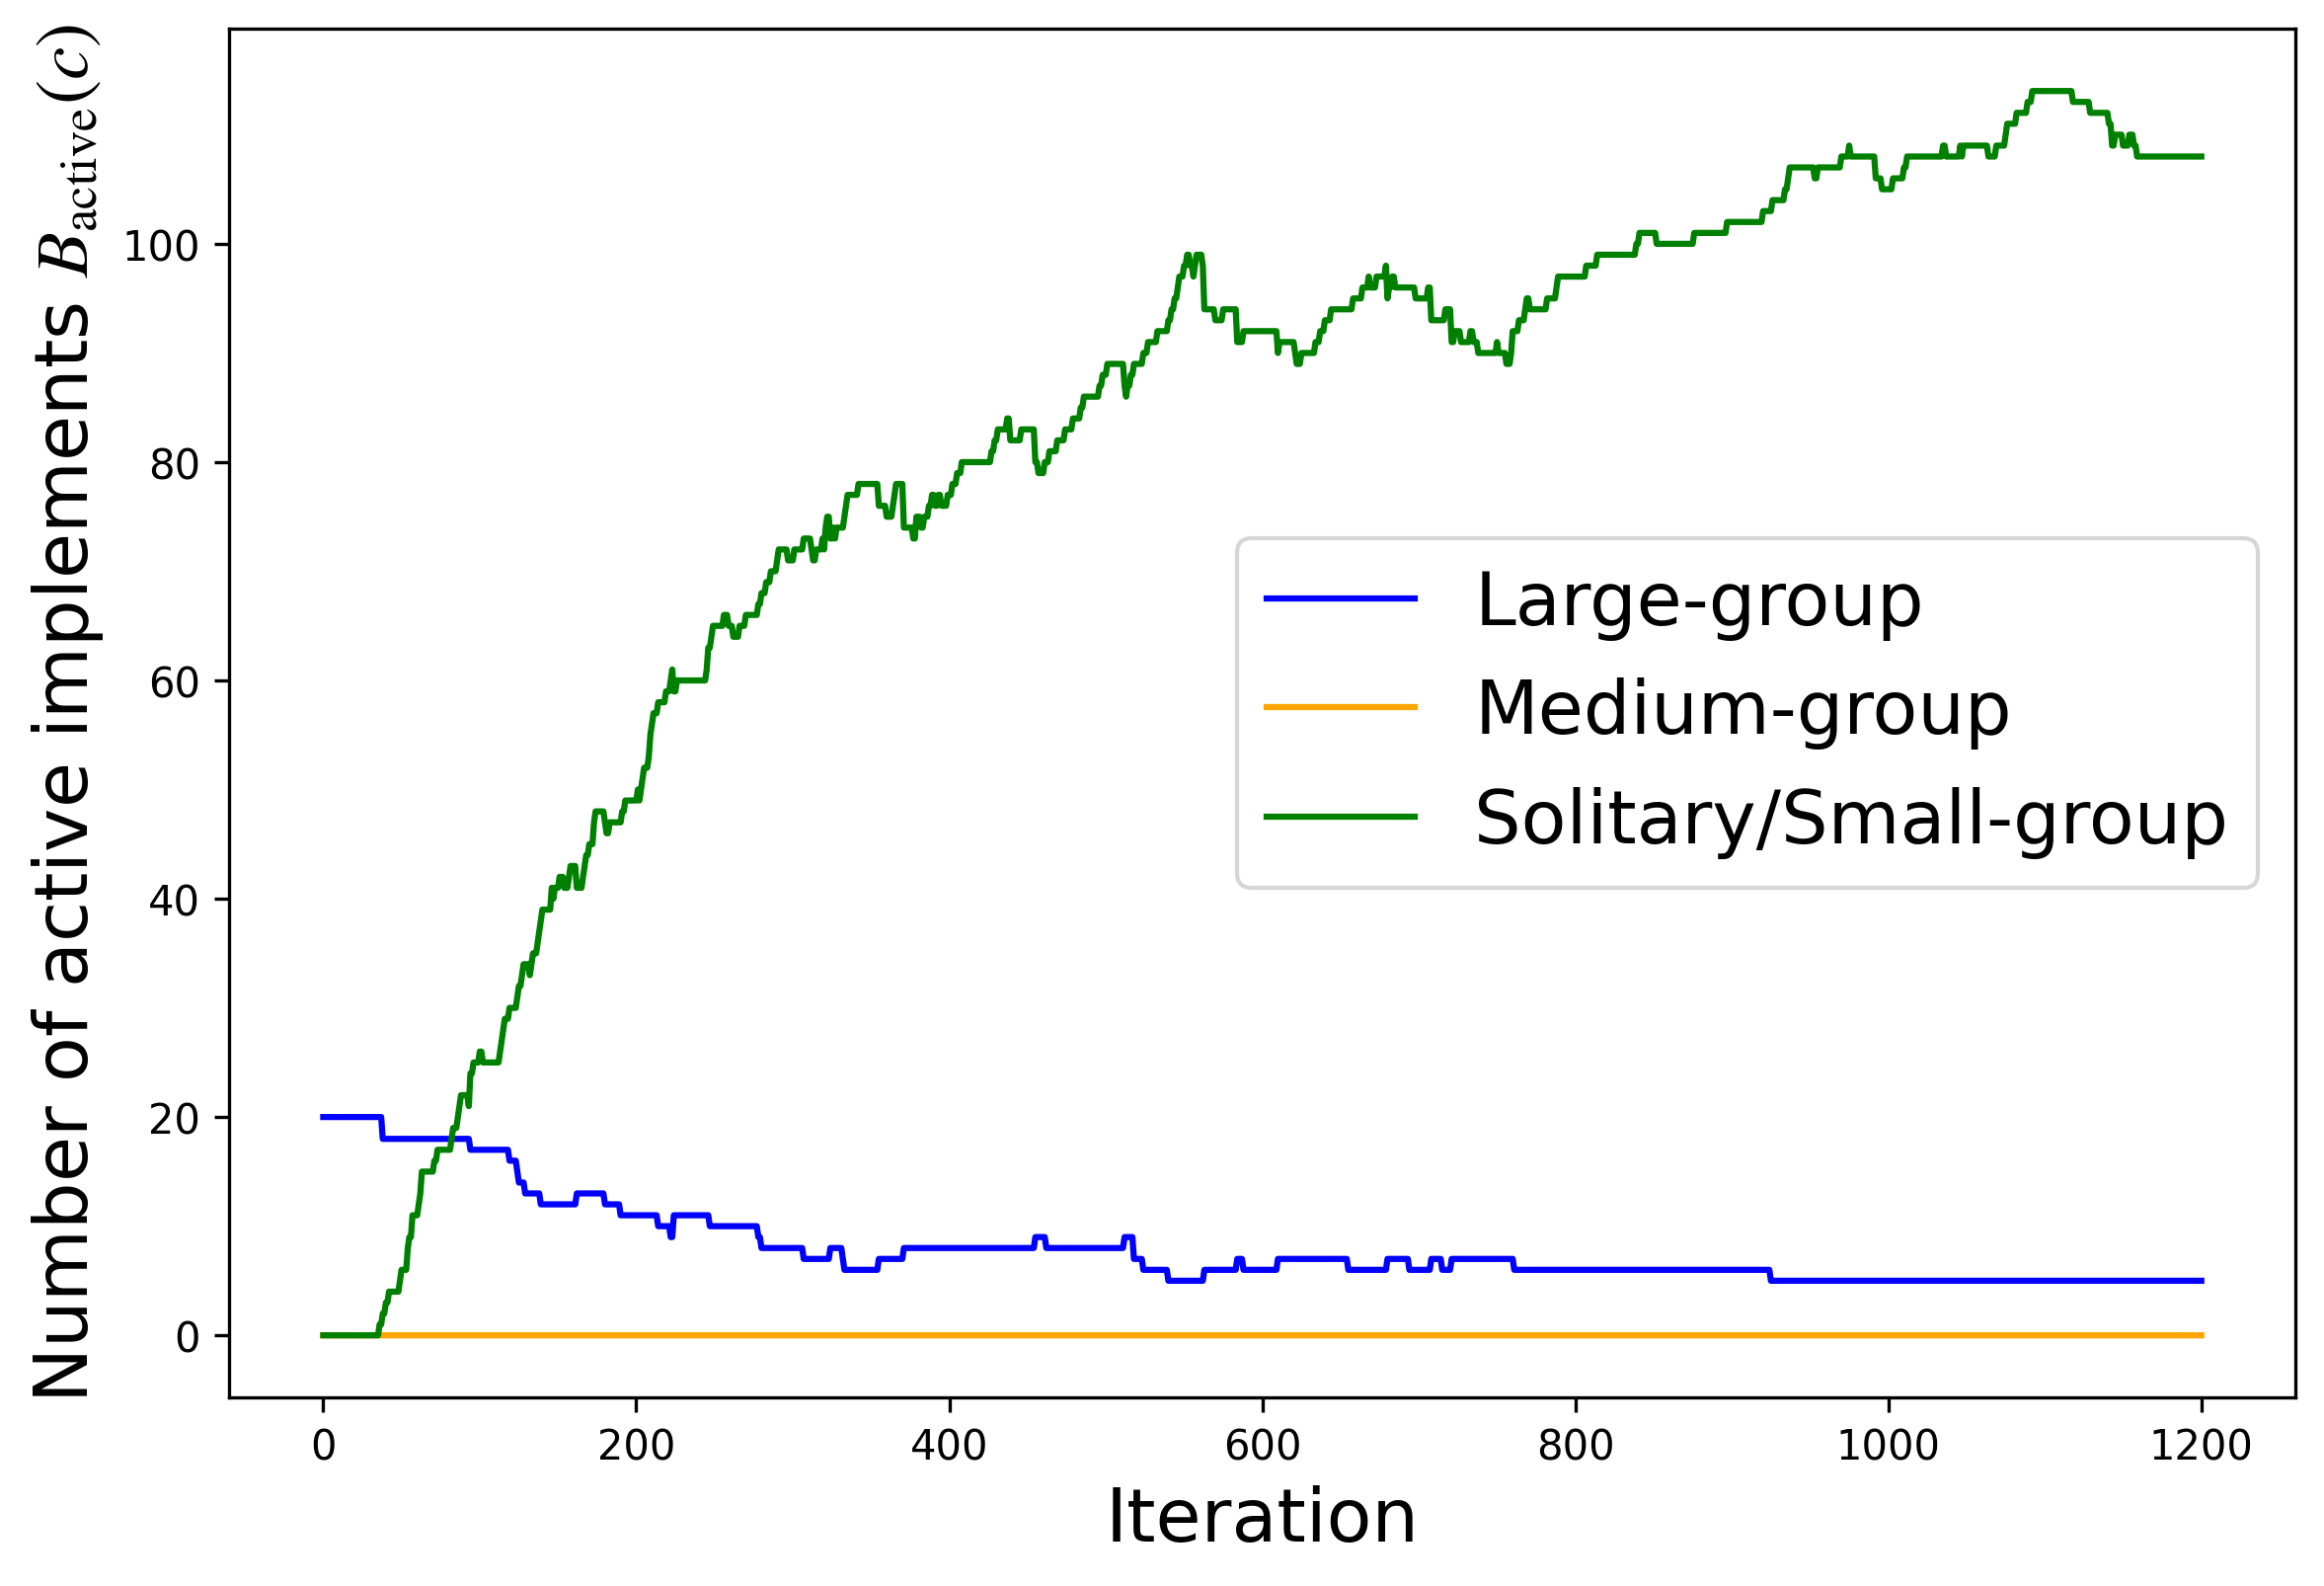 Number of active implements B_active(c)
100
80
60
40
20
0
Large-group
Medium-group
Solitary/Small-group
0 200 400 600 800 1000 1200
Iteration